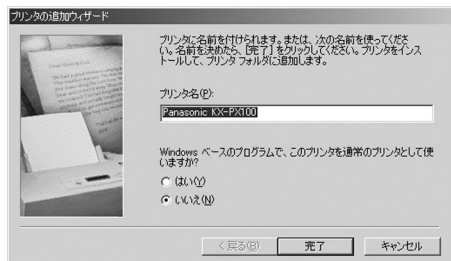 プリンタの追加ウィザード
プリンタに名前を付けられます。または、次の名前を使ってくださ
い。名前を決めたら、[完了] をクリックしてください。プリンタをインス
トールして、プリンタ フォルダに追加します。
プリンタ名(P):
Panasonic KX-PX100
Windows ベースのプログラムで、このプリンタを通常のプリンタとして使
いますか?
はい(Y)
いいえ(N)
< 戻る(B)
完了
キャンセル